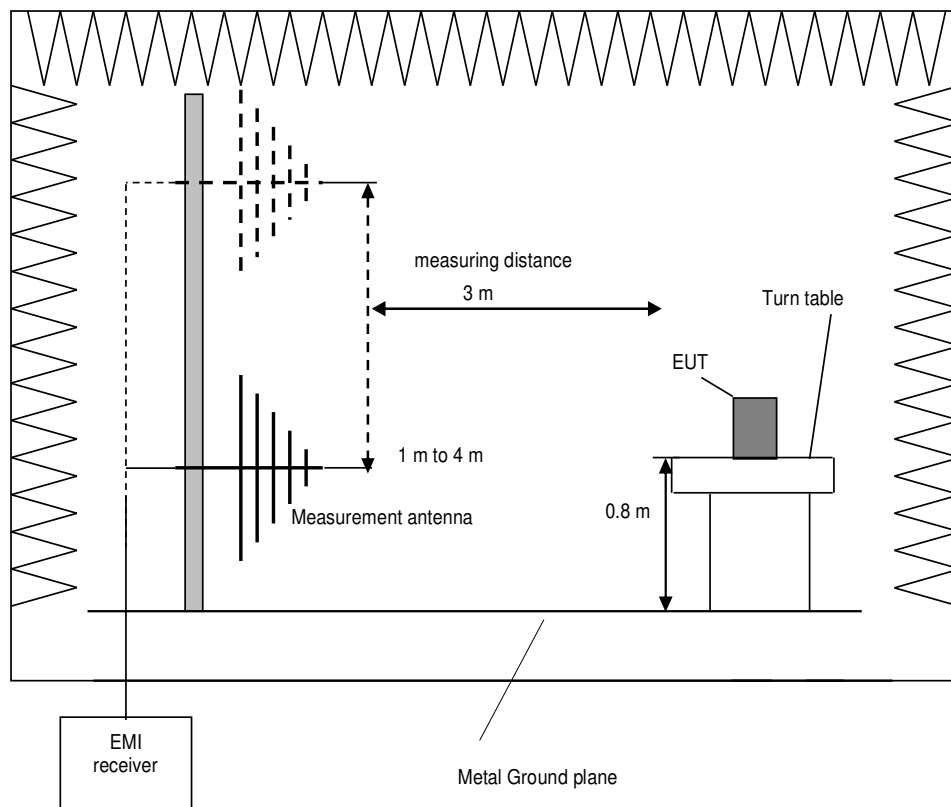 measuring distance
3 m
Turn table
EUT
1 m to 4 m
0.8 m
Measurement antenna
EMI
receiver
Metal Ground plane